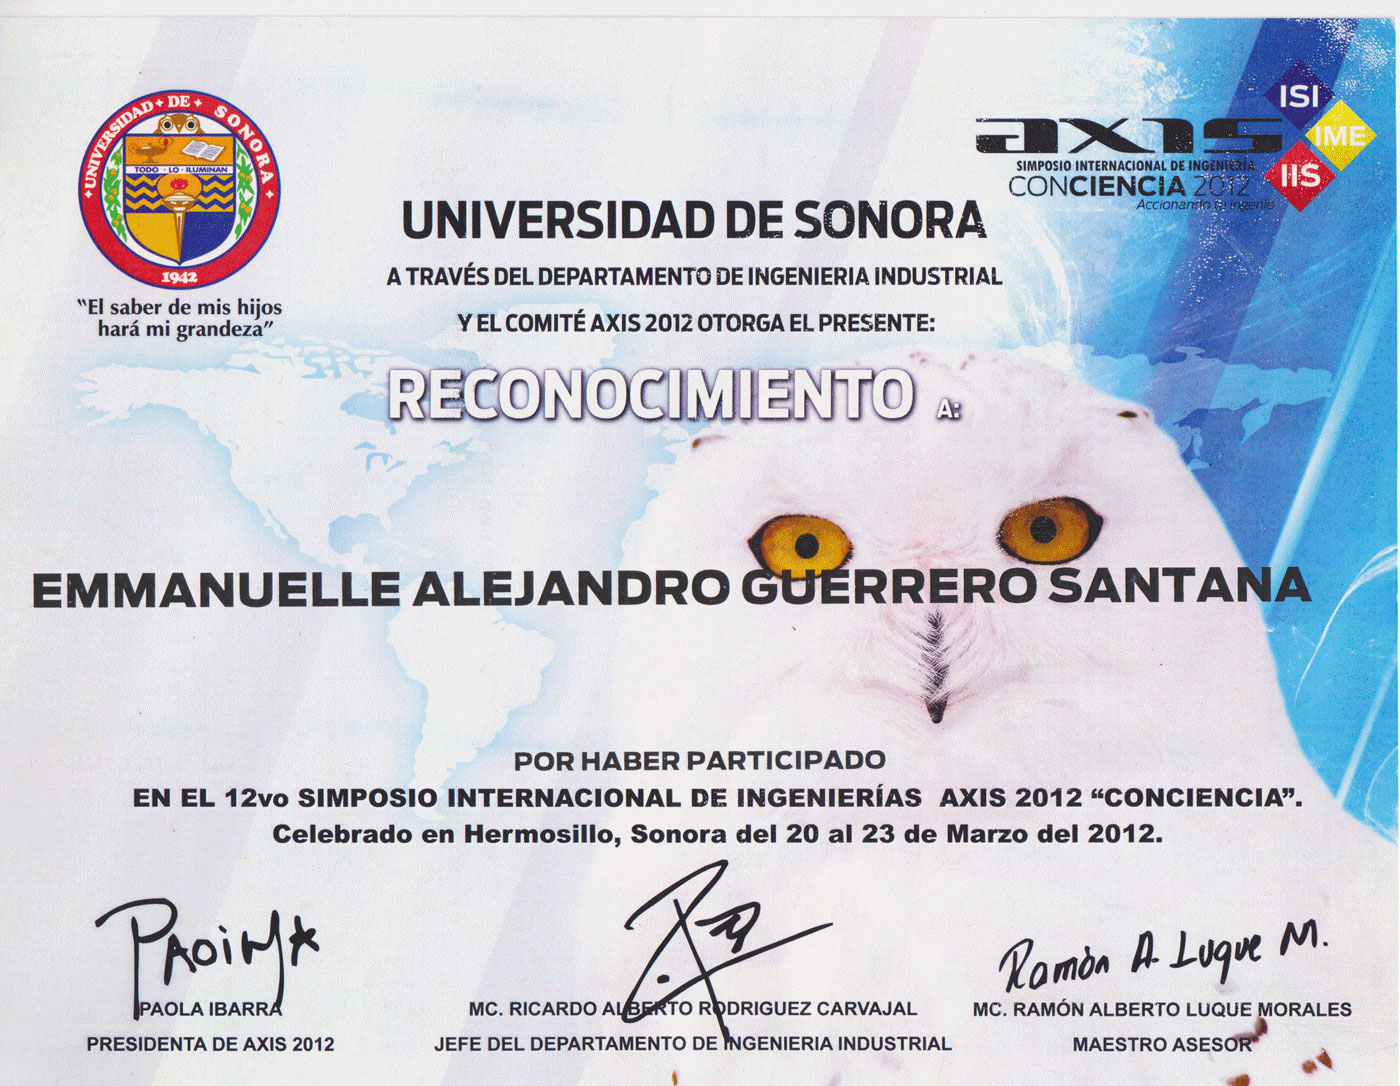 UNIVERSIDAD DE SONORA
TODO LO ILUMINAN
1942
"El saber de mis hijos
hará mi grandeza"
axis
ISI
IME
IIS
SIMPOSIO INTERNACIONAL DE INGENIERÍA
CONCIENCIA 2012
Accionando tu ingenio
UNIVERSIDAD DE SONORA
A TRAVÉS DEL DEPARTAMENTO DE INGENIERIA INDUSTRIAL
Y EL COMITÉ AXIS 2012 OTORGA EL PRESENTE:
RECONOCIMIENTO A:
EMMANUELLE ALEJANDRO GUERRERO SANTANA
POR HABER PARTICIPADO
EN EL 12vo SIMPOSIO INTERNACIONAL DE INGENIERÍAS AXIS 2012 “CONCIENCIA”.
Celebrado en Hermosillo, Sonora del 20 al 23 de Marzo del 2012.
Ramón A. Luque M.
PAOLA IBARRA
MC. RICARDO ALBERTO RODRIGUEZ CARVAJAL
MC. RAMÓN ALBERTO LUQUE MORALES
PRESIDENTA DE AXIS 2012
JEFE DEL DEPARTAMENTO DE INGENIERIA INDUSTRIAL
MAESTRO ASESOR